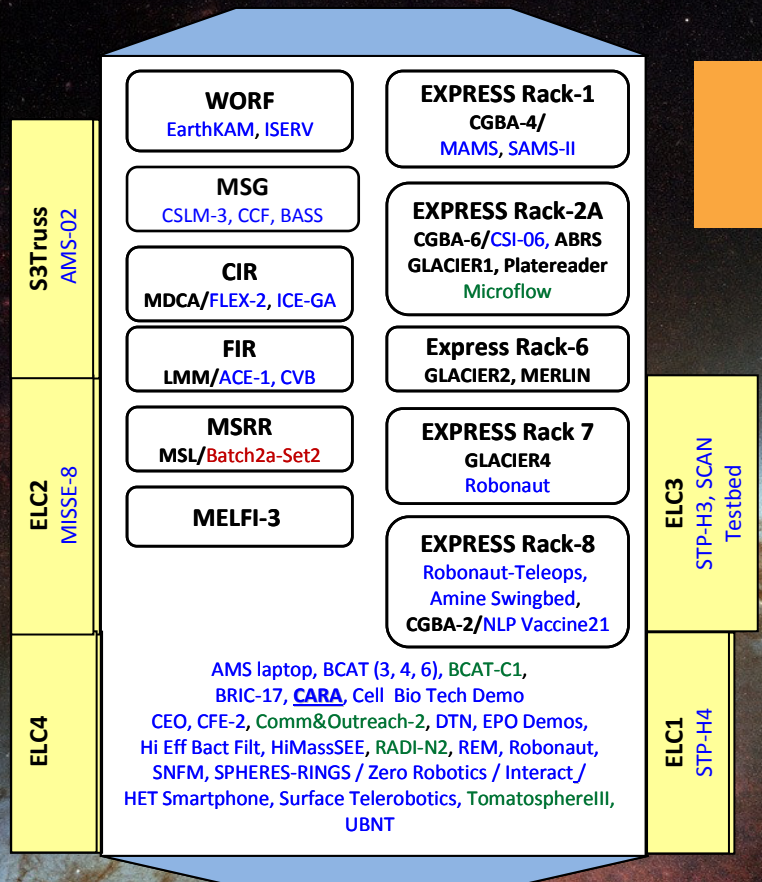 WORF
EarthKAM, ISERV
MSG
CSLM-3, CCF, BASS
CIR
MDCA/FLEX-2, ICE-GA
FIR
LMM/ACE-1, CVB
MSRR
MSL/Batch2a-Set2
MELFI-3
EXPRESS Rack-1
CGBA-4/
MAMS, SAMS-II
EXPRESS Rack-2A
CGBA-6/CSI-06, ABRS
GLACIER1, Platereader
Microflow
Express Rack-6
GLACIER2, MERLIN
EXPRESS Rack 7
GLACIER4
Robonaut
EXPRESS Rack-8
Robonaut-Teleops,
Amine Swingbed,
CGBA-2/NLP Vaccine21
AMS laptop, BCAT (3, 4, 6), BCAT-C1,
BRIC-17, CARA, Cell Bio Tech Demo
CEO, CFE-2, Comm&Outreach-2, DTN, EPO Demos,
Hi Eff Bact Filt, HiMassSEE, RADI-N2, REM, Robonaut,
SNFM, SPHERES-RINGS / Zero Robotics / Interact /
HET Smartphone, Surface Telerobotics, TomatosphereIII,
UBNT
S3Truss
AMS-02
ELC2
MISSE-8
ELC4
ELC3
STP-H3, SCAN
Testbed
ELC1
STP-H4